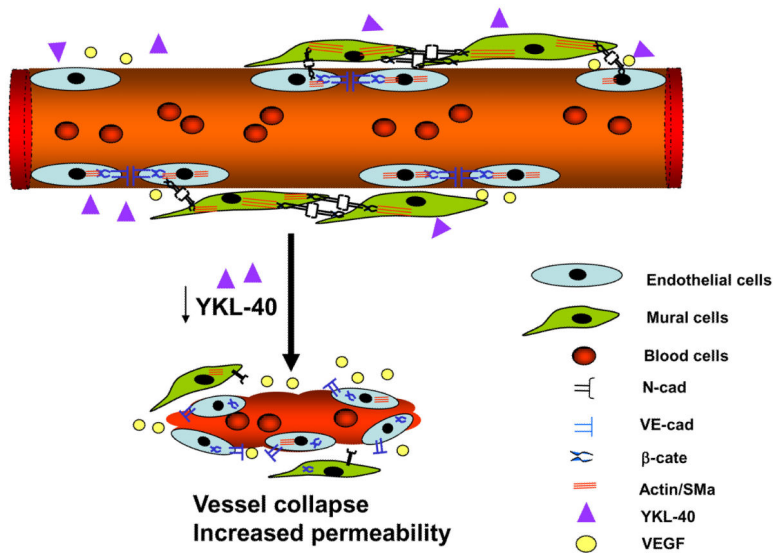 YKL-40
Vessel collapse
Increased permeability
Endothelial cells
Mural cells
Blood cells
N-cad
VE-cad
β-cate
Actin/SMa
YKL-40
VEGF